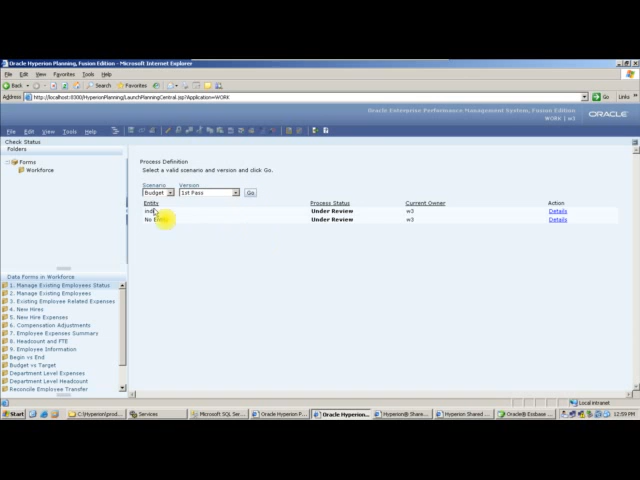 Oracle Hyperion Planning, Fusion Edition - Microsoft Internet Explorer
File Edit View Favorites Tools Help
Back Search Favorites
Address http://localhost:8300/HyperionPlanning/LaunchPlanningCentral.jsp?Application=WORK Go Links »
Oracle Enterprise Performance Management System, Fusion Edition
WORK | w3
ORACLE
File Edit View Tools Help
Check Status
Folders
Forms
Workforce
Process Definition
Select a valid scenario and version and click Go.
Scenario Version
Budget 1st Pass Go
Entity Process Status Current Owner Action
Under Review w3 Details
No Under Review w3 Details
Data Forms in Workforce
1. Manage Existing Employees Status
2. Manage Existing Employees
3. Existing Employee Related Expenses
4. New Hires
5. New Hire Expenses
6. Compensation Adjustments
7. Employee Expenses Summary
8. Headcount and FTE
9. Employee Information
Begin vs End
Budget vs Target
Department Level Expenses
Department Level Headcount
Reconcile Employee Transfer
Local intranet
Start C:\Hyperion\prod... Services Microsoft SQL Ser... Oracle Hyperion P... Oracle Hyperion... Hyperion® Share... Hyperion Shared ... Oracle® Essbase 12:59 PM